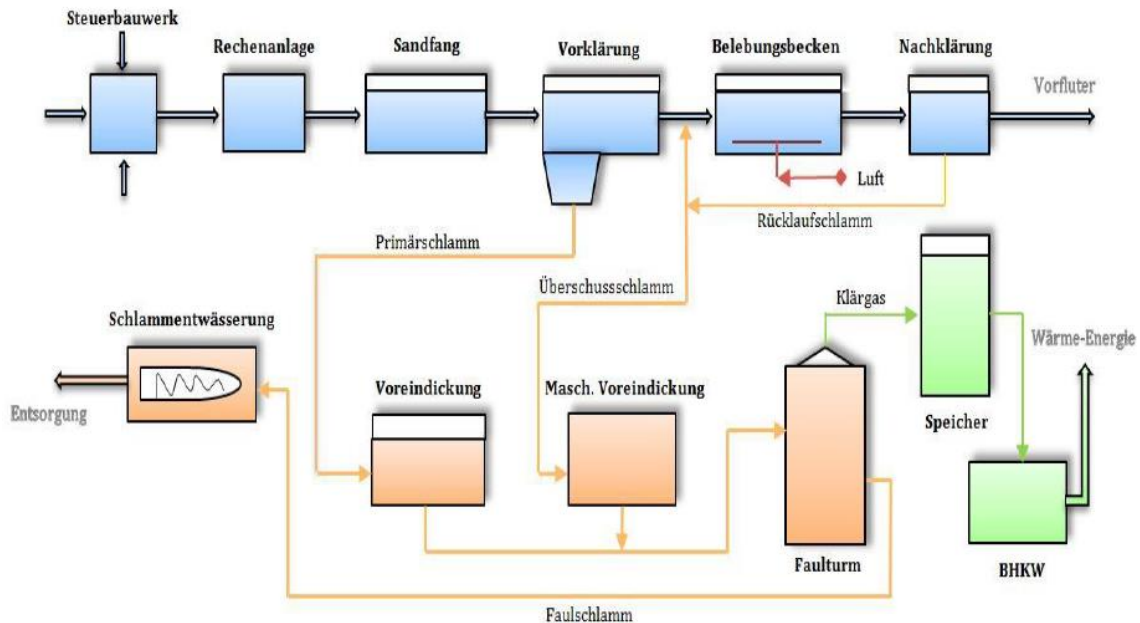 Steuerbauwerk
Rechenanlage
Sandfang
Vorklärung
Belebungsbecken
Nachklärung
Vorfluter
Luft
Rücklaufschlamm
Primärschlamm
Überschussschlamm
Klärgas
Schlammentwässerung
Wärme-Energie
Voreindickung
Masch. Voreindickung
Entsorgung
Speicher
Faulturm
BHKW
Faulschlamm